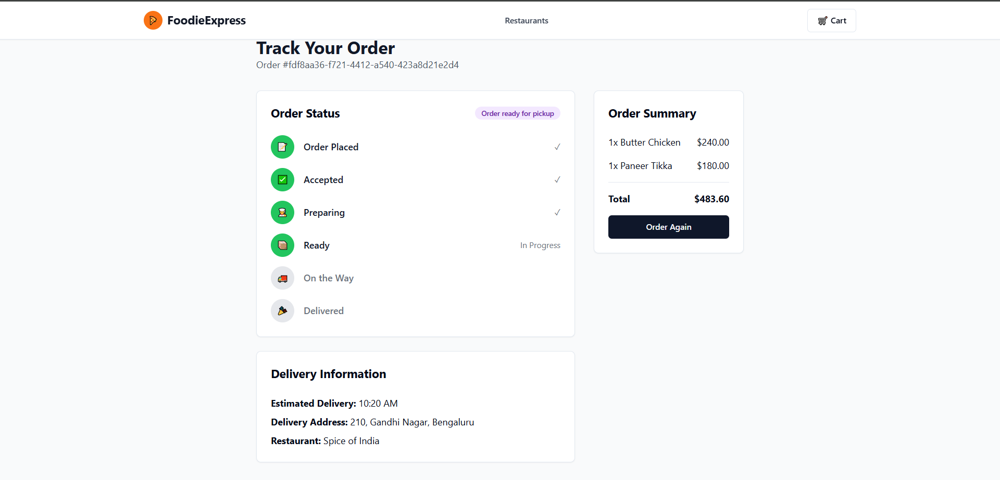 FoodieExpress
Restaurants
Cart
Track Your Order
Order #fdf8aa36-f721-4412-a540-423a8d21e2d4
Order Status
Order ready for pickup
Order Placed ✓
Accepted ✓
Preparing ✓
Ready In Progress
On the Way
Delivered
Order Summary
1x Butter Chicken $240.00
1x Paneer Tikka $180.00
Total $483.60
Order Again
Delivery Information
Estimated Delivery: 10:20 AM
Delivery Address: 210, Gandhi Nagar, Bengaluru
Restaurant: Spice of India